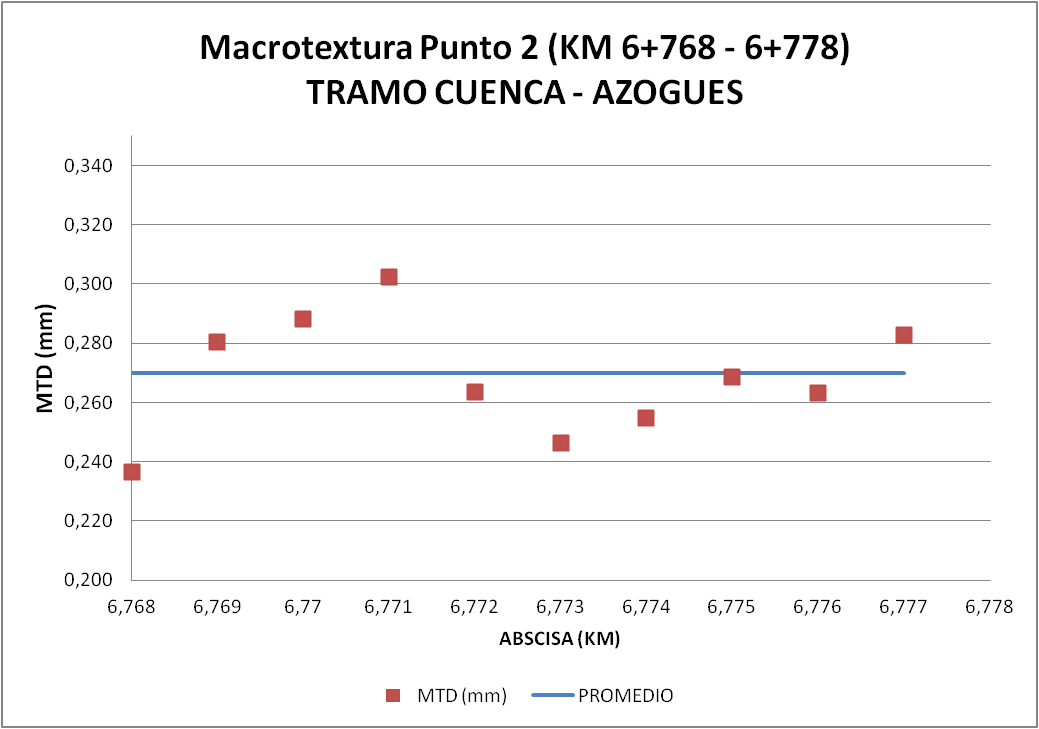 Macrotextura Punto 2 (KM 6+768 - 6+778)
TRAMO CUENCA - AZOGUES
MTD (mm)
0,340
0,320
0,300
0,280
0,260
0,240
0,220
0,200
6,768 6,769 6,77 6,771 6,772 6,773 6,774 6,775 6,776 6,777 6,778
ABSCISA (KM)
MTD (mm) PROMEDIO